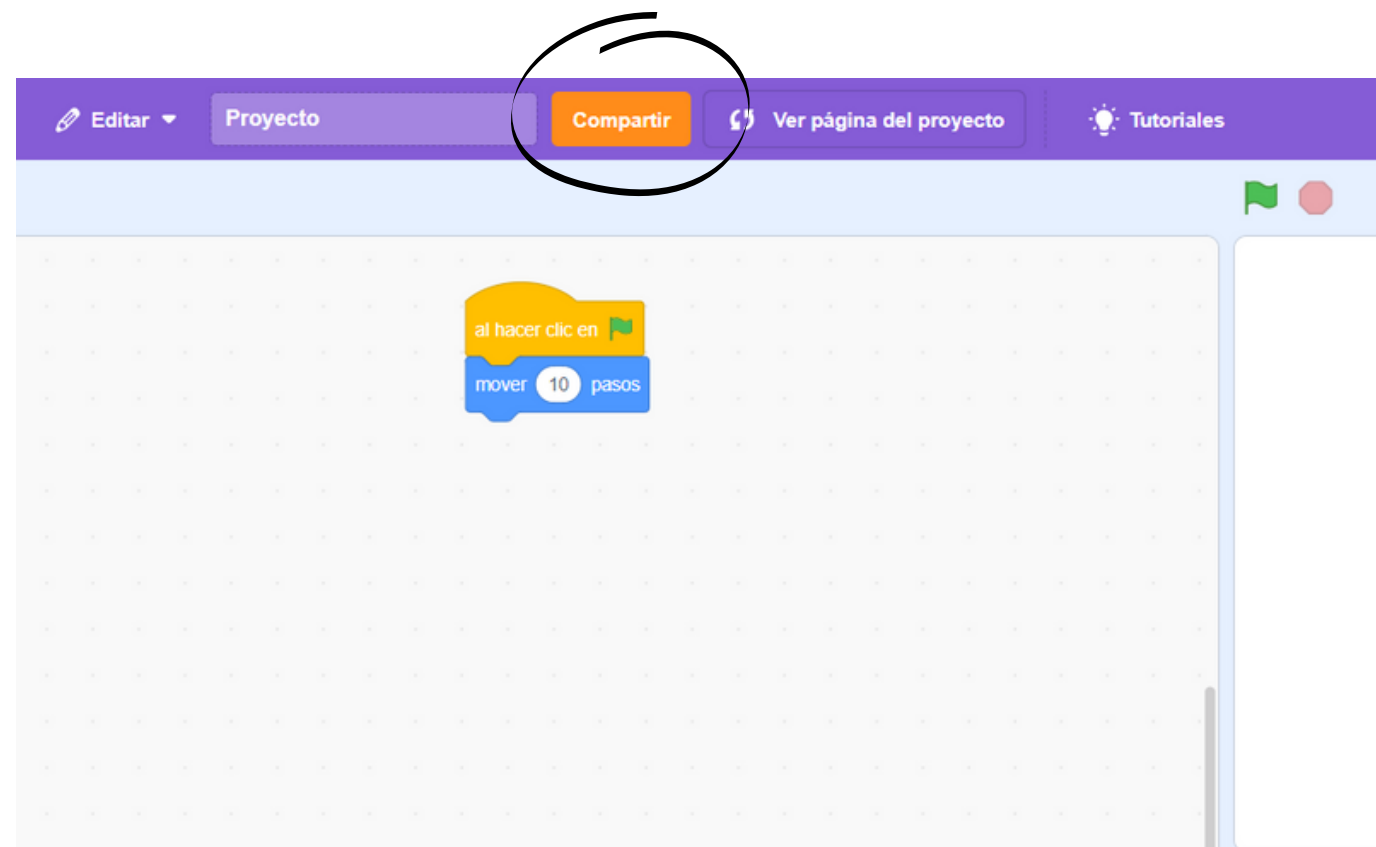 Editar
Proyecto
Compartir
Ver página del proyecto
Tutoriales
al hacer clic en
mover 10 pasos